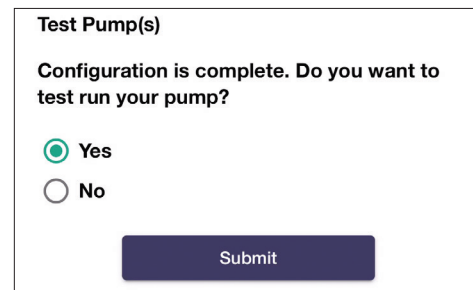 Test Pump(s)
Configuration is complete. Do you want to
test run your pump?
Yes
No
Submit